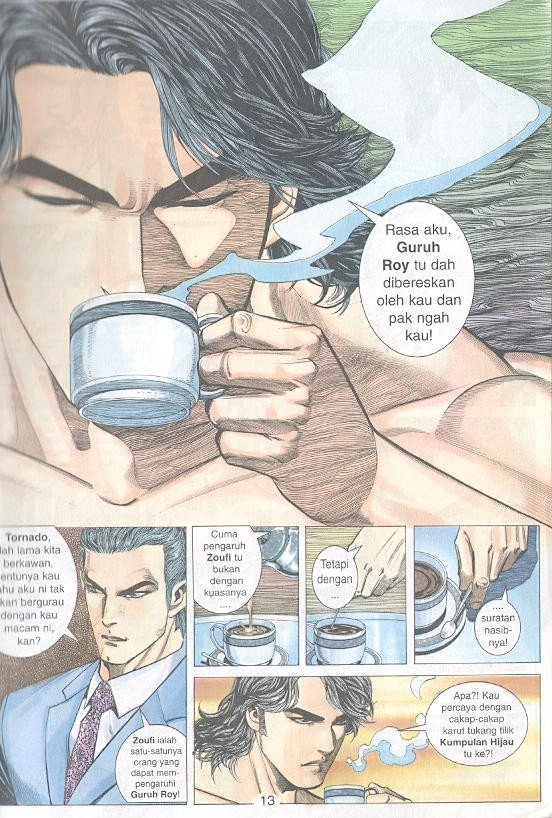 Rasa aku,
Guruh
Roy tu dah
dibereskan
oleh kau dan
pak ngah
kau!
Tornado,
lah lama kita
berkawan,
entunya kau
ahu aku ni tak
kan bergurau
dengan kau
macam ni,
kan?
Zoufi ialah
satu-satunya
orang yang
dapat mem-
pengaruhi
Guruh Roy!
Cuma
pengaruh
Zoufi tu
bukan
dengan
kuasanya
....
Tetapi
dengan
...
....
suratan
nasib-
nya!
Apa?! Kau
percaya dengan
cakap-cakap
karut tukang tilik
Kumpulan Hijau
tu ke?!
13